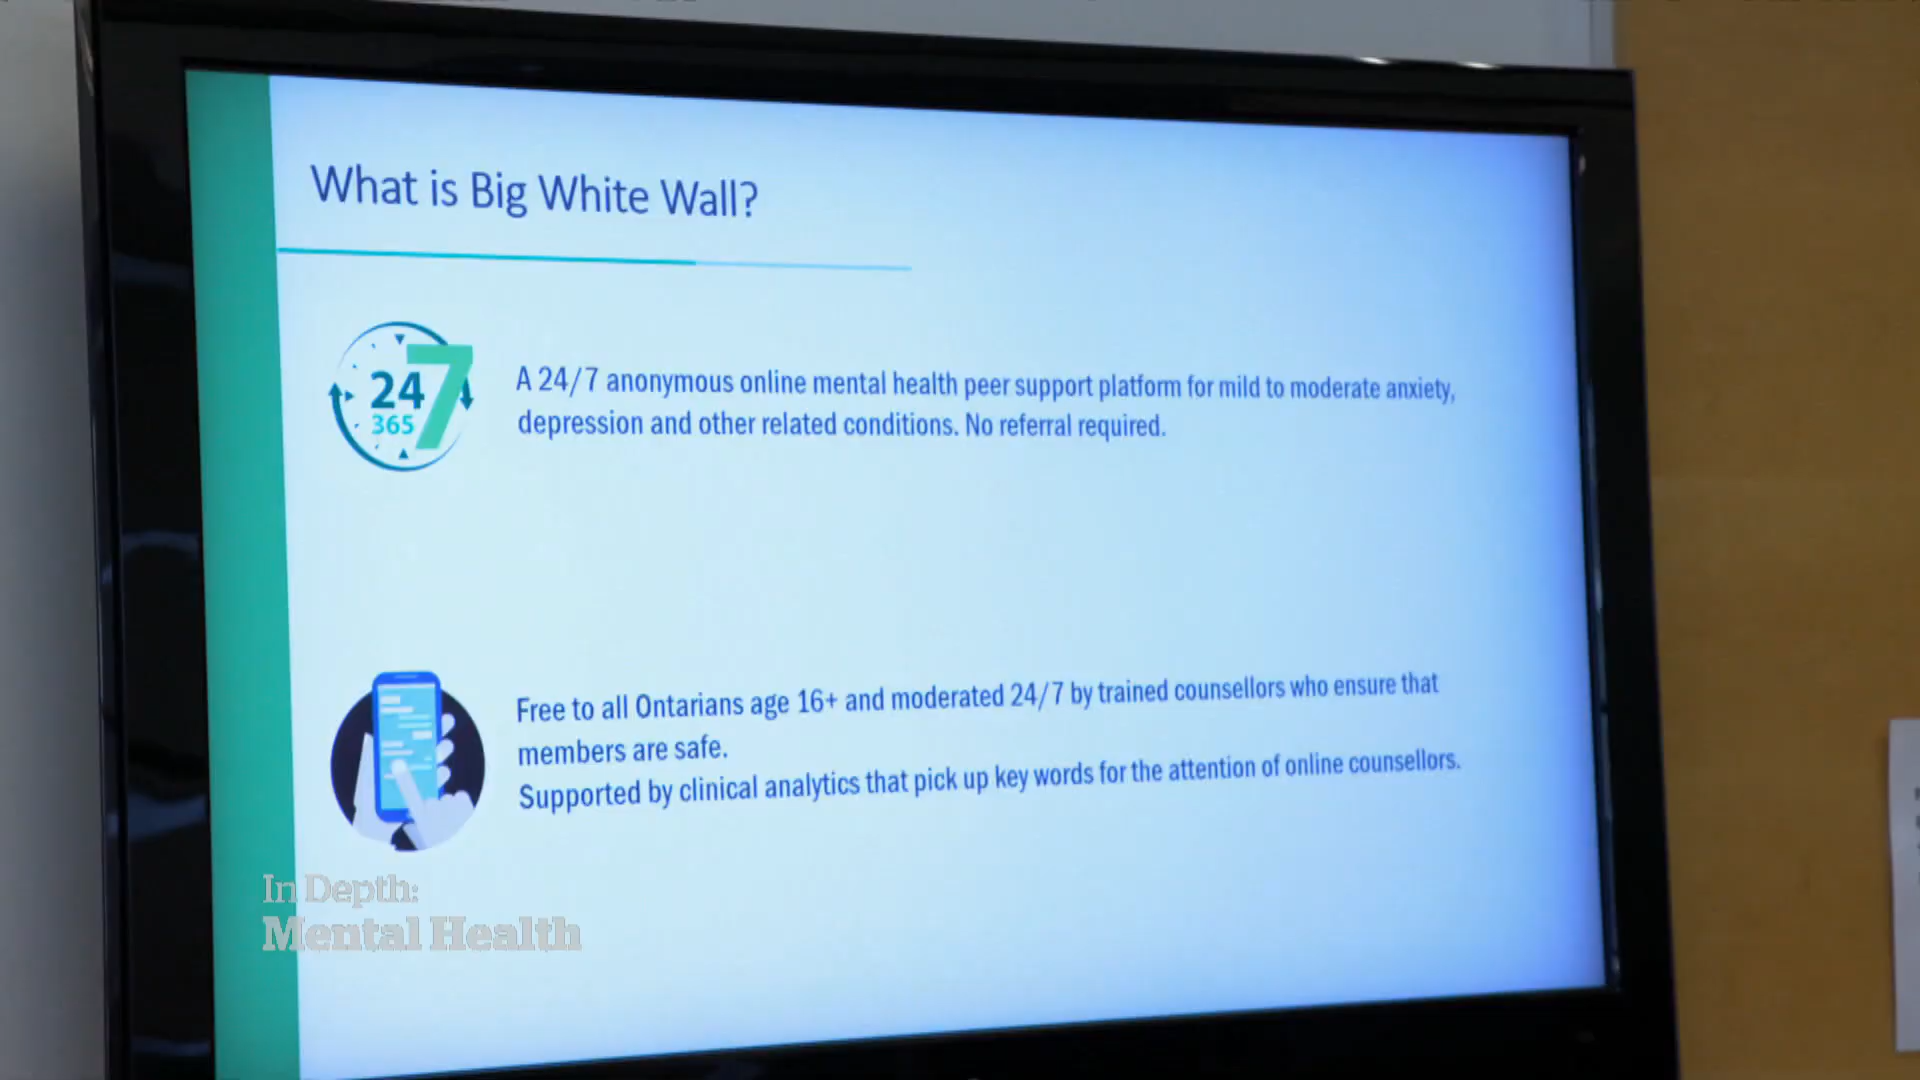 What is Big White Wall?
24
7
365
A 24/7 anonymous online mental health peer support platform for mild to moderate anxiety,
depression and other related conditions. No referral required.
Free to all Ontarians age 16+ and moderated 24/7 by trained counsellors who ensure that
members are safe.
Supported by clinical analytics that pick up key words for the attention of online counsellors.
In Depth:
Mental Health